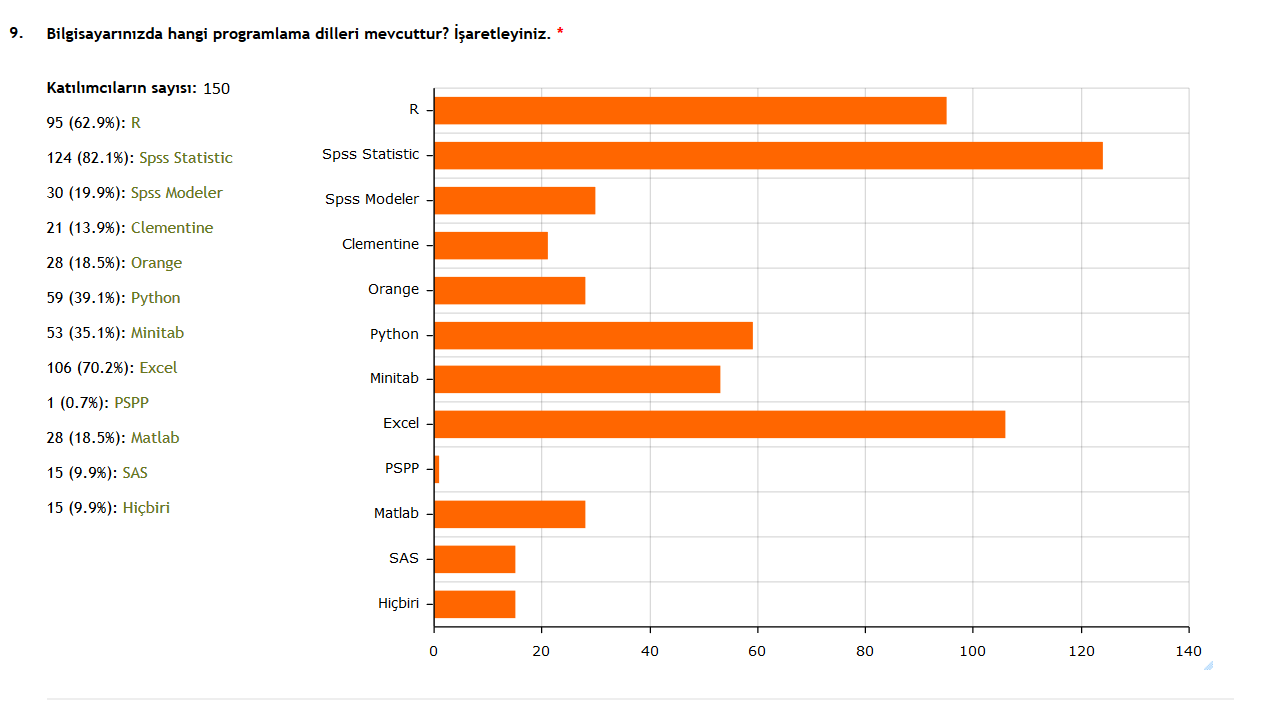 9. Bilgisayarınızda hangi programlama dilleri mevcuttur? İşaretleyiniz. *
Katılımcıların sayısı: 150
95 (62.9%): R
124 (82.1%): Spss Statistic
30 (19.9%): Spss Modeler
21 (13.9%): Clementine
28 (18.5%): Orange
59 (39.1%): Python
53 (35.1%): Minitab
106 (70.2%): Excel
1 (0.7%): PSPP
28 (18.5%): Matlab
15 (9.9%): SAS
15 (9.9%): Hiçbiri
R
Spss Statistic
Spss Modeler
Clementine
Orange
Python
Minitab
Excel
PSPP
Matlab
SAS
Hiçbiri
0 20 40 60 80 100 120 140